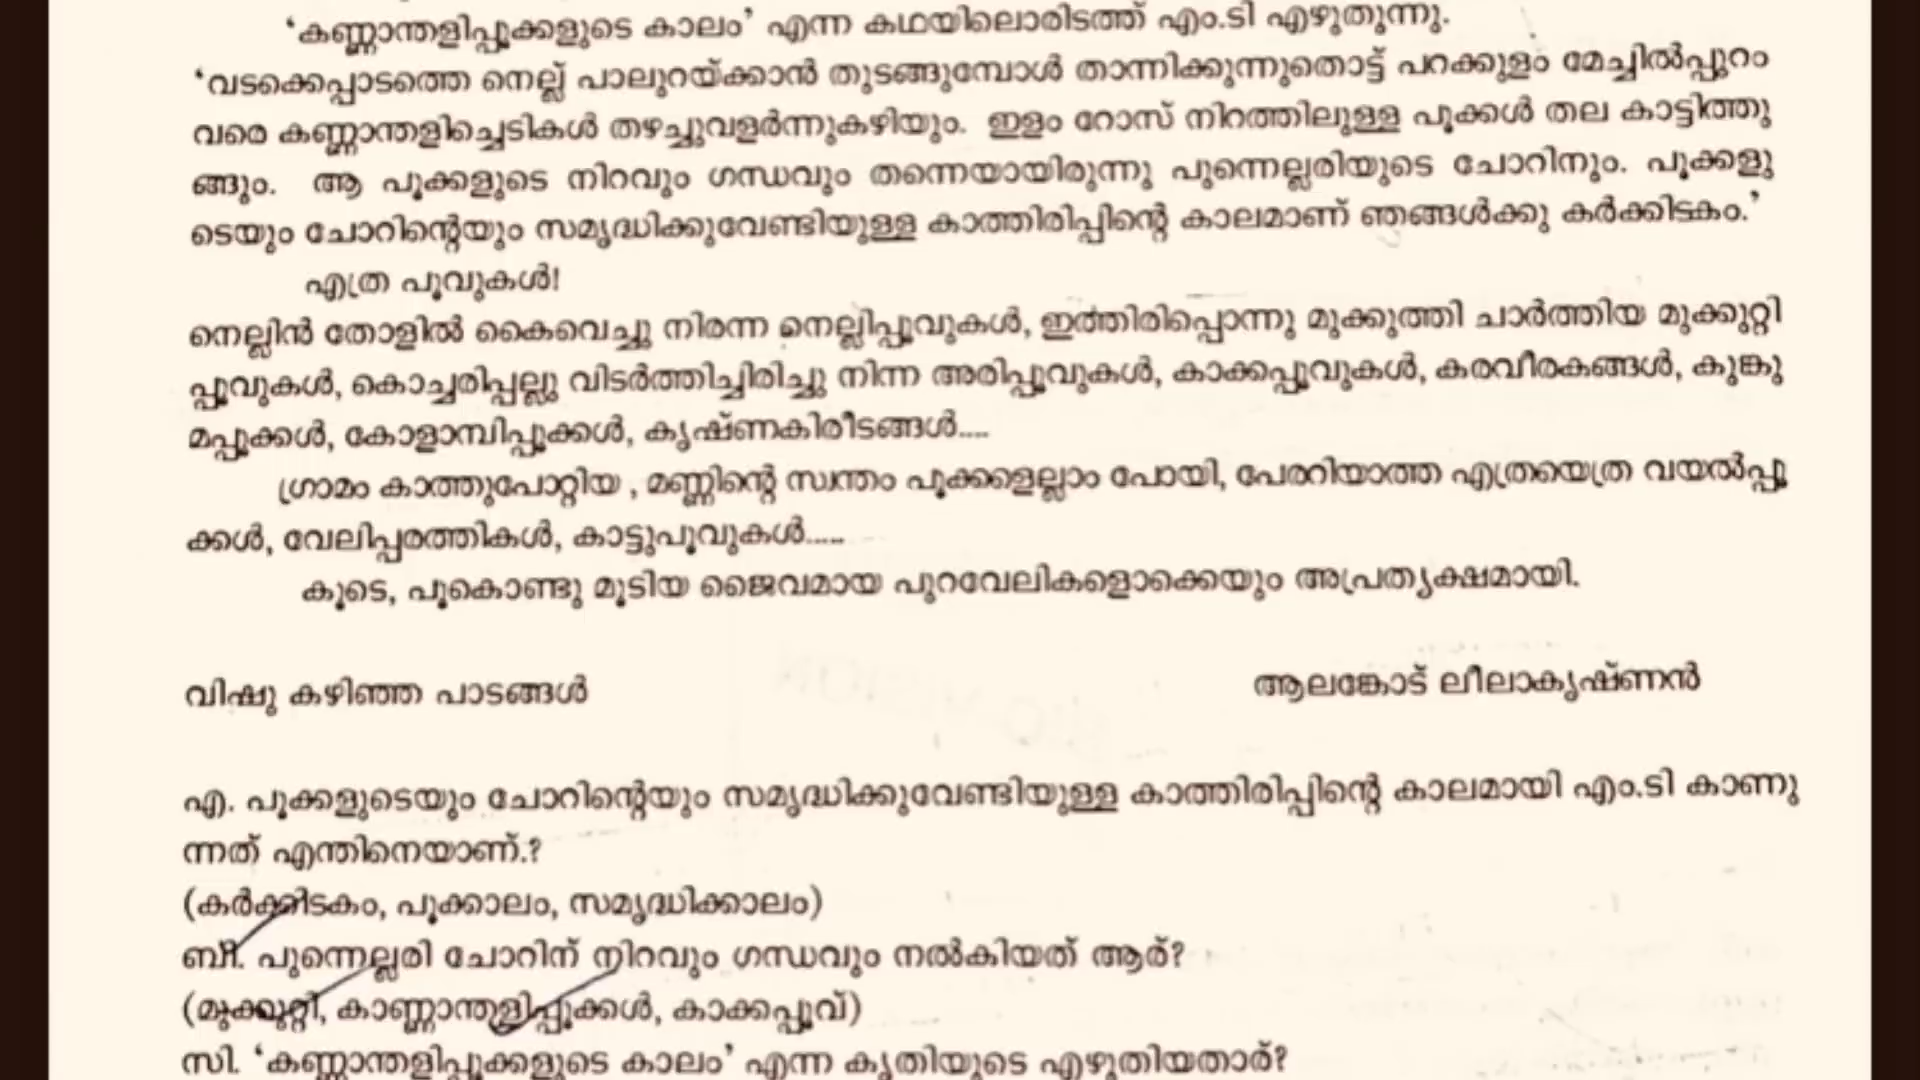 ‘കണ്ണാന്തളിപ്പൂക്കളുടെ കാലം’ എന്ന കഥയിലൊരിടത്ത് എം.ടി എഴുതുന്നു.
‘വടക്കെപ്പാടത്തെ നെല്ല് പാലുറയ്ക്കാൻ തുടങ്ങുമ്പോൾ താന്നിക്കുന്നുതൊട്ട് പറക്കുളം മേച്ചിൽപ്പുറം
വരെ കണ്ണാന്തളിച്ചെടികൾ തഴച്ചുവളർന്നുകഴിയും. ഇളം റോസ് നിറത്തിലുള്ള പൂക്കൾ തല കാട്ടിത്തു
ങ്ങും. ആ പൂക്കളുടെ നിറവും ഗന്ധവും തന്നെയായിരുന്നു പുന്നെല്ലരിയുടെ ചോറിനും. പൂക്കളു
ടെയും ചോറിന്റെയും സമൃദ്ധിക്കുവേണ്ടിയുള്ള കാത്തിരിപ്പിന്റെ കാലമാണ് ഞങ്ങൾക്കു കർക്കിടകം.’
എത്ര പൂവുകൾ!
നെല്ലിൻ തോളിൽ കൈവെച്ചു നിരന്ന നെല്ലിപ്പൂവുകൾ, ഇത്തിരിപ്പൊന്നു മുക്കുത്തി ചാർത്തിയ മുക്കുറ്റി
പ്പൂവുകൾ, കൊച്ചരിപ്പല്ലു വിടർത്തിച്ചിരിച്ചു നിന്ന അരിപ്പൂവുകൾ, കാക്കപ്പൂവുകൾ, കരവീരകങ്ങൾ, കുങ്കു
മപ്പൂക്കൾ, കോളാമ്പിപ്പൂക്കൾ, കൃഷ്ണകിരീടങ്ങൾ....
ഗ്രാമം കാത്തുപോറ്റിയ , മണ്ണിന്റെ സ്വന്തം പൂക്കളെല്ലാം പോയി, പേരറിയാത്ത എത്രയെത്ര വയൽപ്പൂ
ക്കൾ, വേലിപ്പരത്തികൾ, കാട്ടുപൂവുകൾ.....
കൂടെ, പൂകൊണ്ടു മൂടിയ ജൈവമായ പുറവേലികളൊക്കെയും അപ്രത്യക്ഷമായി.
വിഷു കഴിഞ്ഞ പാടങ്ങൾ ആലങ്കോട് ലീലാകൃഷ്ണൻ
എ. പൂക്കളുടെയും ചോറിന്റെയും സമൃദ്ധിക്കുവേണ്ടിയുള്ള കാത്തിരിപ്പിന്റെ കാലമായി എം.ടി കാണു
ന്നത് എന്തിനെയാണ്.?
(കർക്കിടകം, പൂക്കാലം, സമൃദ്ധിക്കാലം)
ബി. പുന്നെല്ലരി ചോറിന് നിറവും ഗന്ധവും നൽകിയത് ആര്?
(മുക്കുറ്റി, കാണ്ണാന്തളിപ്പൂക്കൾ, കാക്കപ്പൂവ്)
സി. ‘കണ്ണാന്തളിപ്പൂക്കളുടെ കാലം’ എന്ന കൃതിയുടെ എഴുതിയതാര്?